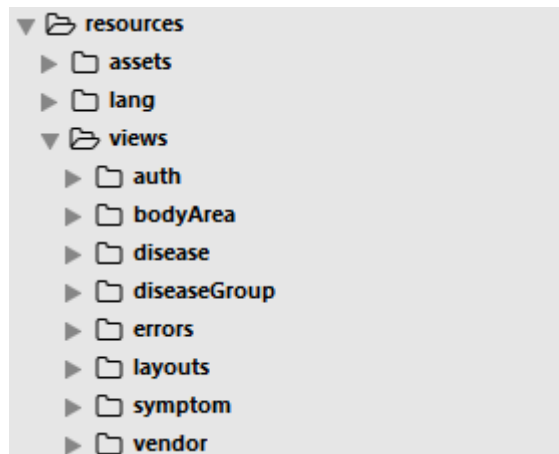 resources
assets
lang
views
auth
bodyArea
disease
diseaseGroup
errors
layouts
symptom
vendor